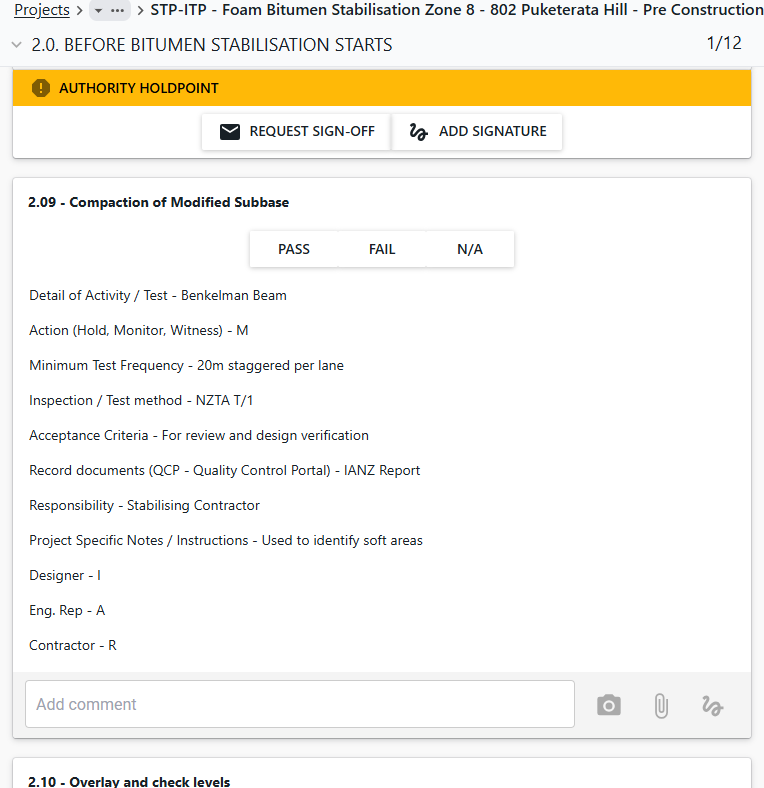 Projects > ... > STP-ITP - Foam Bitumen Stabilisation Zone 8 - 802 Puketerata Hill - Pre Construction
2.0. BEFORE BITUMEN STABILISATION STARTS 1/12
AUTHORITY HOLDPOINT
REQUEST SIGN-OFF ADD SIGNATURE
2.09 - Compaction of Modified Subbase
PASS FAIL N/A
Detail of Activity / Test - Benkelman Beam
Action (Hold, Monitor, Witness) - M
Minimum Test Frequency - 20m staggered per lane
Inspection / Test method - NZTA T/1
Acceptance Criteria - For review and design verification
Record documents (QCP - Quality Control Portal) - IANZ Report
Responsibility - Stabilising Contractor
Project Specific Notes / Instructions - Used to identify soft areas
Designer - I
Eng. Rep - A
Contractor - R
Add comment
2.10 - Overlay and check levels